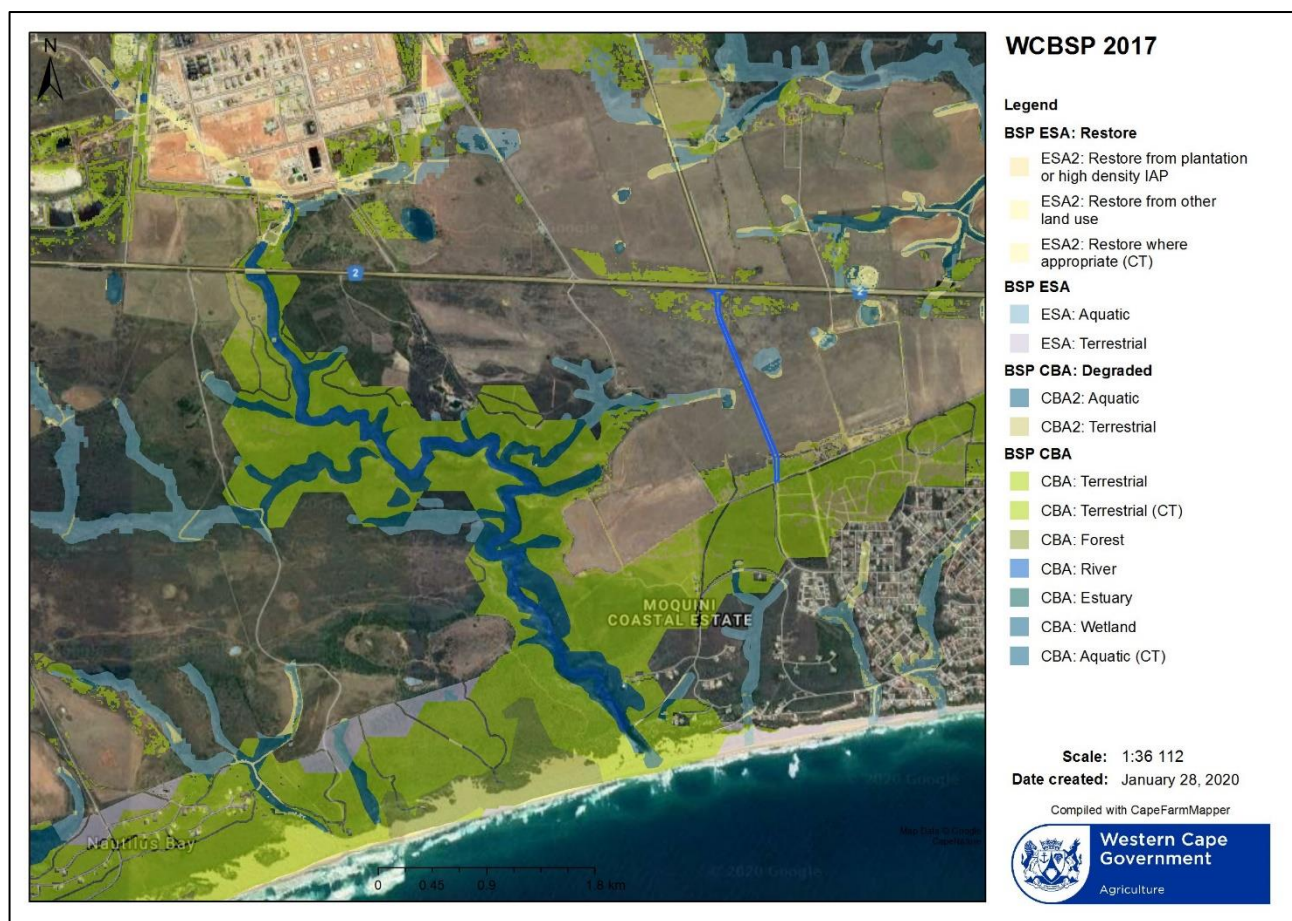 WCBSP 2017
N
Legend
BSP ESA: Restore
ESA2: Restore from plantation
or high density IAP
ESA2: Restore from other
land use
ESA2: Restore where
appropriate (CT)
BSP ESA
ESA: Aquatic
ESA: Terrestrial
BSP CBA: Degraded
CBA2: Aquatic
CBA2: Terrestrial
BSP CBA
CBA: Terrestrial
CBA: Terrestrial (CT)
CBA: Forest
CBA: River
CBA: Estuary
CBA: Wetland
CBA: Aquatic (CT)
2
2
MOQUINI
COASTAL ESTATE
Nautilus Bay
0 0.45 0.9 1.8 km
© 2020 Google
Scale: 1:36 112
Date created: January 28, 2020
Compiled with CapeFarmMapper
Western Cape
Government
Agriculture